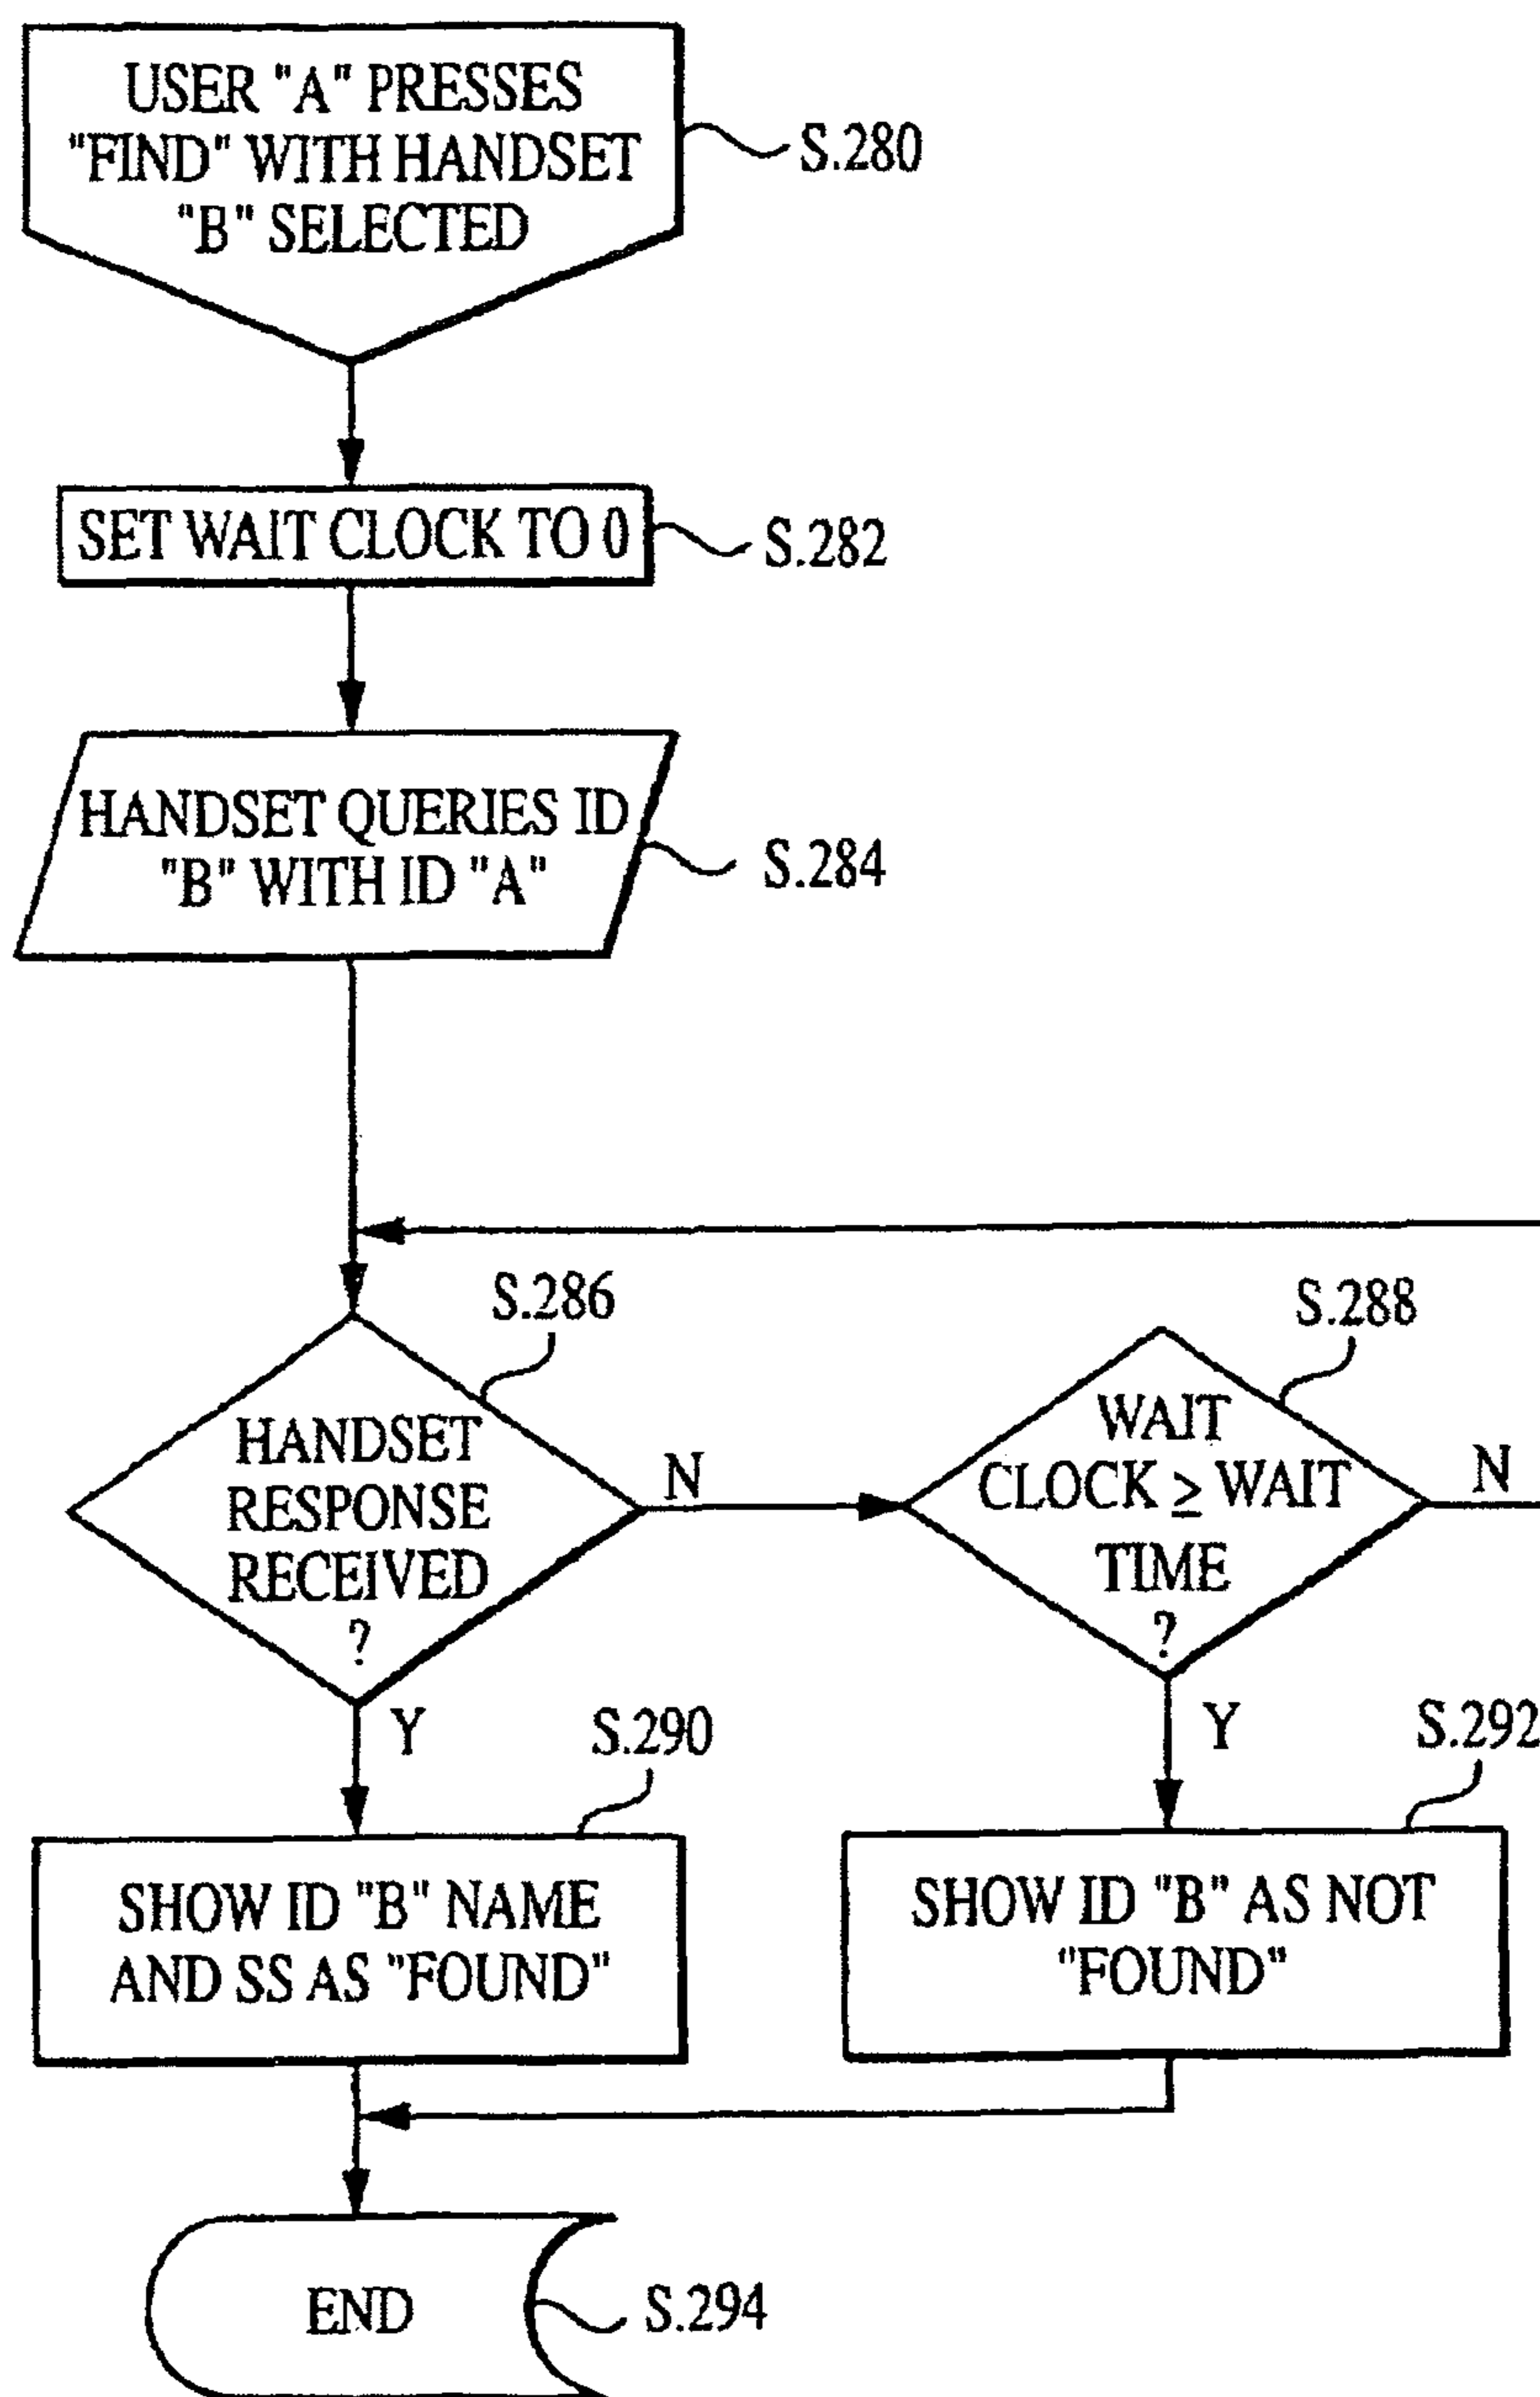 USER "A" PRESSES
"FIND" WITH HANDSET
"B" SELECTED
S.280
SET WAIT CLOCK TO 0
S.282
HANDSET QUERIES ID
"B" WITH ID "A"
S.284
S.286
HANDSET
RESPONSE
RECEIVED
?
N
Y
S.288
WAIT
CLOCK ≥ WAIT
TIME
?
N
Y
S.290
SHOW ID "B" NAME
AND SS AS "FOUND"
S.292
SHOW ID "B" AS NOT
"FOUND"
END
S.294